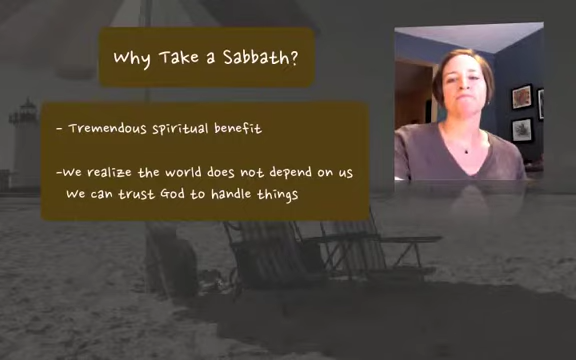 Why Take a Sabbath?
- Tremendous spiritual benefit
-We realize the world does not depend on us
We can trust God to handle things